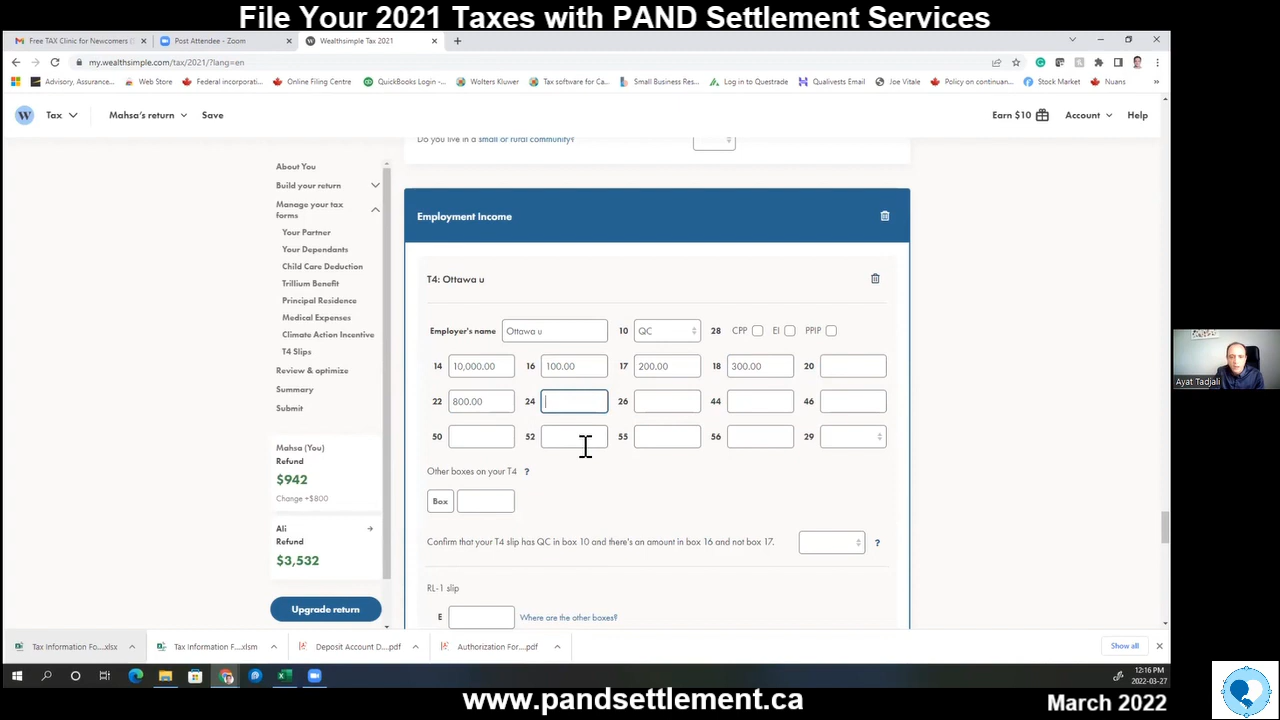 File Your 2021 Taxes with PAND Settlement Services
Free TAX Clinic for Newcomers (
Post Attendee - Zoom
Wealthsimple Tax 2021
my.wealthsimple.com/tax/2021/?lang=en
Advisory, Assurance...
Web Store
Federal incorporati...
Online Filing Centre
QuickBooks Login -...
Wolters Kluwer
Tax software for Ca...
Small Business Res...
Log in to Questrade
Qualivests Email
Joe Vitale
Policy on continuan...
Stock Market
Nuans
»
W Tax
Mahsa's return
Save
Earn $10
Account
Help
Do you live in a small or rural community?
About You
Build your return
Manage your tax
forms
Your Partner
Your Dependants
Child Care Deduction
Trillium Benefit
Principal Residence
Medical Expenses
Climate Action Incentive
T4 Slips
Review & optimize
Summary
Submit
Mahsa (You)
Refund
$942
Change +$800
Ali
Refund
$3,532
Upgrade return
Employment Income
T4: Ottawa u
Employer's name Ottawa u 10 QC 28 CPP EI PPIP
14 10,000.00 16 100.00 17 200.00 18 300.00 20
22 800.00 24 26 44 46
50 52 55 56 29
Other boxes on your T4 ?
Box
Confirm that your T4 slip has QC in box 10 and there's an amount in box 16 and not box 17. ?
RL-1 slip
E Where are the other boxes?
Ayat Tadjali
Tax Information Fo....xlsx
Tax Information F....xlsm
Deposit Account D....pdf
Authorization For....pdf
Show all
12:16 PM
2022-03-27
www.pandsettlement.ca
March 2022